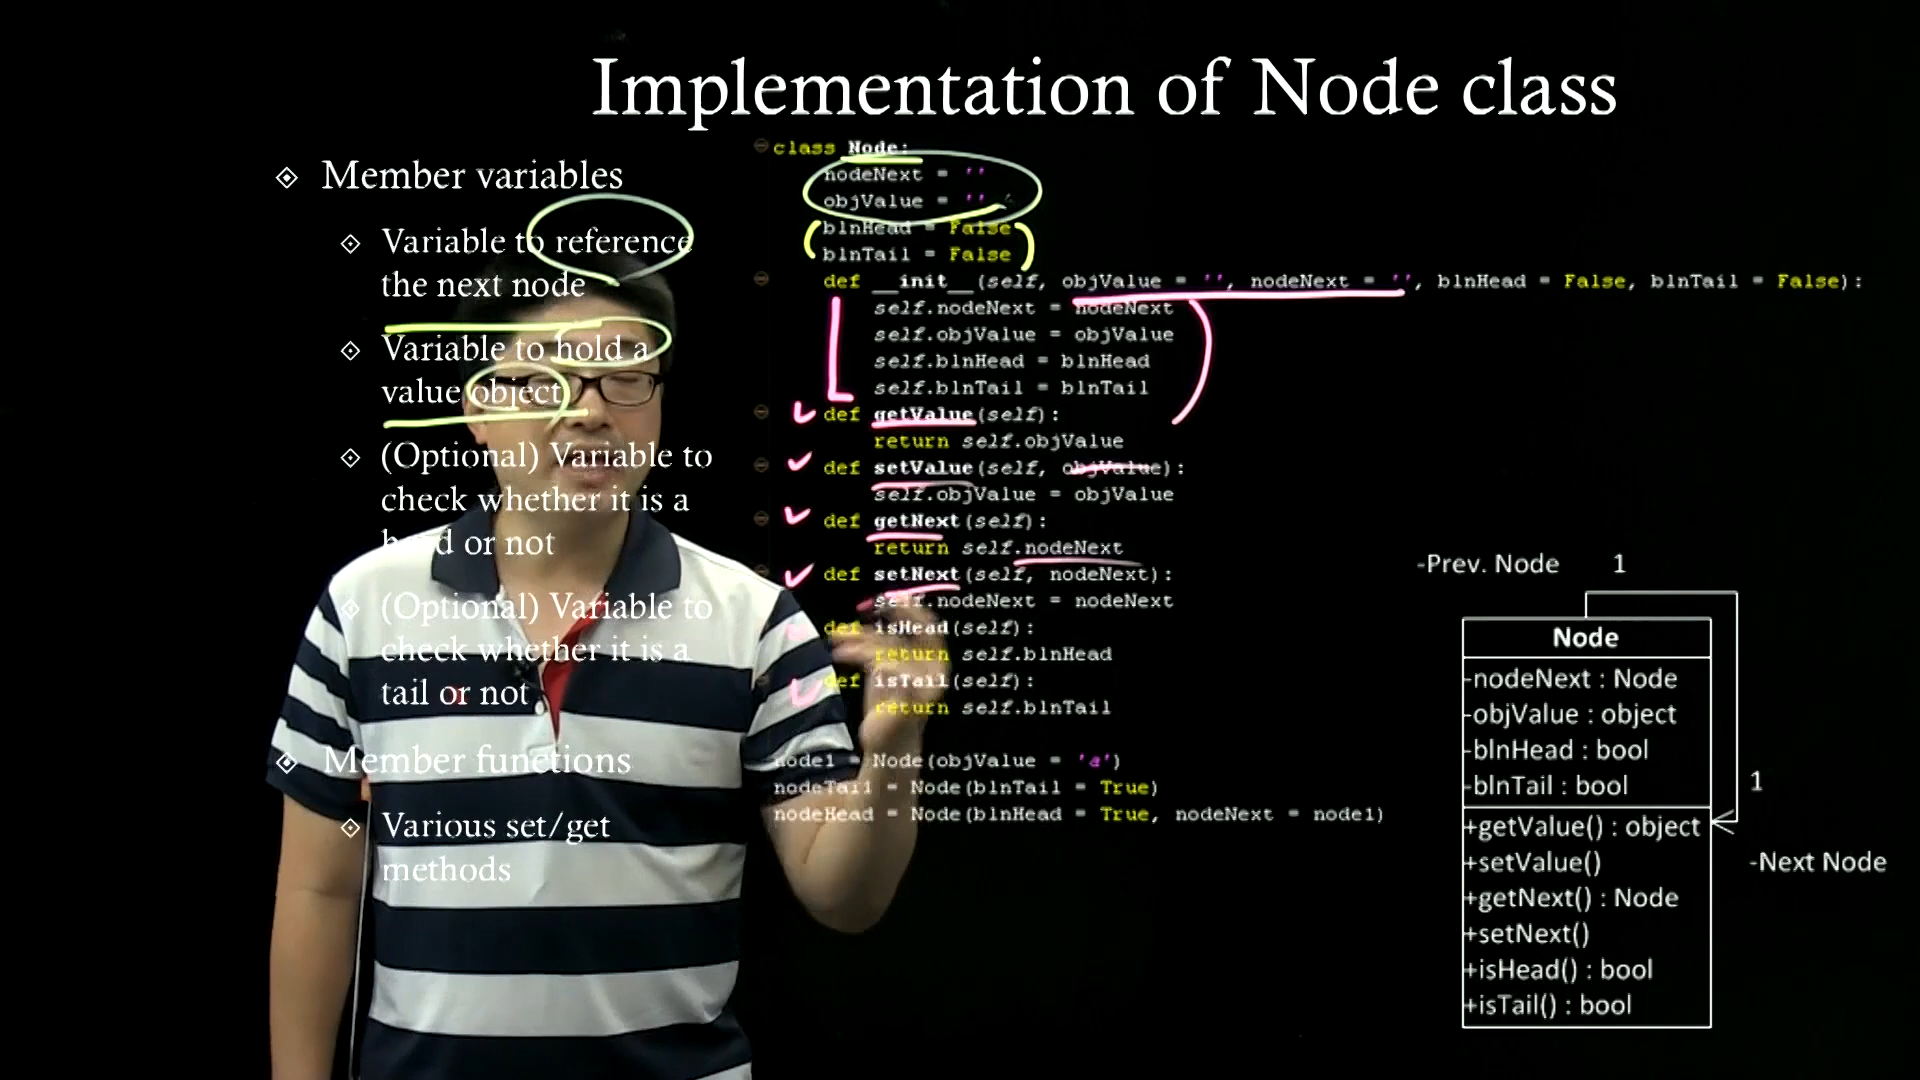 Implementation of Node class
Member variables
Variable to reference
the next node
Variable to hold a
value object
(Optional) Variable to
check whether it is a
head or not
(Optional) Variable to
check whether it is a
tail or not
Member functions
Various set/get
methods
class Node:
nodeNext = ''
objValue = ''
blnHead = False
blnTail = False
def __init__(self, objValue = '', nodeNext = '', blnHead = False, blnTail = False):
self.nodeNext = nodeNext
self.objValue = objValue
self.blnHead = blnHead
self.blnTail = blnTail
def getValue(self):
return self.objValue
def setValue(self, objValue):
self.objValue = objValue
def getNext(self):
return self.nodeNext
def setNext(self, nodeNext):
self.nodeNext = nodeNext
def isHead(self):
return self.blnHead
def isTail(self):
return self.blnTail
node1 = Node(objValue = 'a')
nodeTail = Node(blnTail = True)
nodeHead = Node(blnHead = True, nodeNext = node1)
-Prev. Node 1
Node
-nodeNext : Node
-objValue : object
-blnHead : bool
-blnTail : bool
1
+getValue() : object
+setValue()
-Next Node
+getNext() : Node
+setNext()
+isHead() : bool
+isTail() : bool